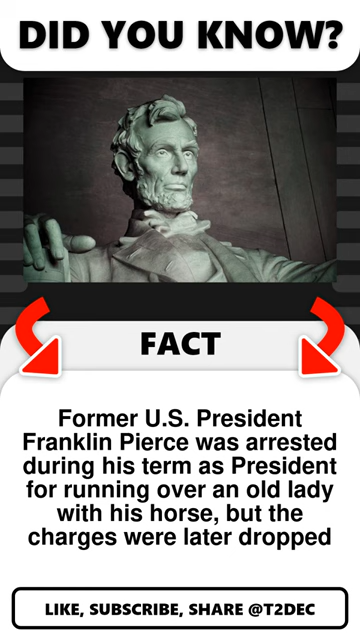 DID YOU KNOW?
FACT
Former U.S. President
Franklin Pierce was arrested
during his term as President
for running over an old lady
with his horse, but the
charges were later dropped
LIKE, SUBSCRIBE, SHARE @T2DEC